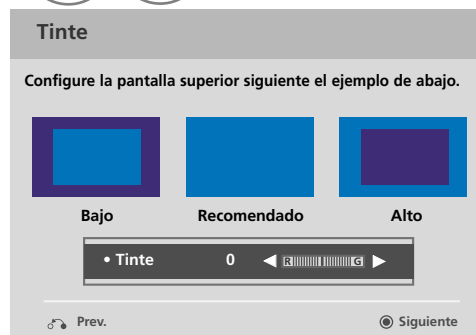 Tinte
Configure la pantalla superior siguiente el ejemplo de abajo.
Bajo Recomendado Alto
• Tinte 0 ◀ R G ▶
Prev. ◉ Siguiente